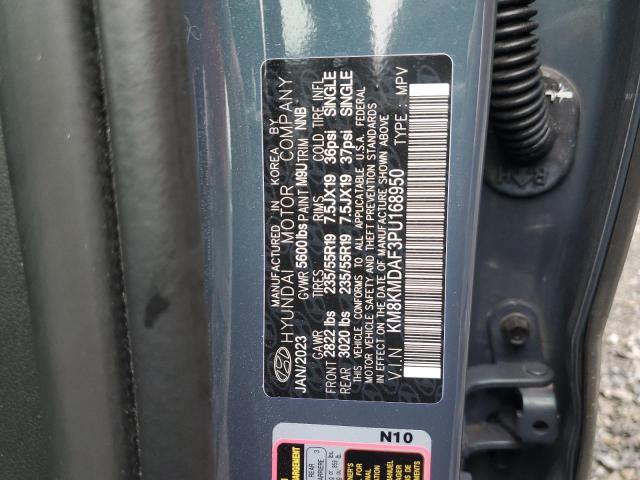 MANUFACTURED IN KOREA BY
HYUNDAI MOTOR COMPANY
JAN/2023 GVWR 5600lbs PAINT M9U TRIM NNB
GAWR TIRES RIMS COLD TIRE INFL
FRONT 2822 lbs 235/55R19 7.5JX19 36psi SINGLE
REAR 3020 lbs 235/55R19 7.5JX19 37psi SINGLE
THIS VEHICLE CONFORMS TO ALL APPLICATABLE U.S.A. FEDERAL
MOTOR VEHICLE SAFETY AND THEFT PREVENTION STANDARDS
IN EFFECT ON THE DATE OF MANUFACTURE SHOWN ABOVE
V.I.N KM8KMDAF3PU168950 TYPE : MPV
N10
REAR 3